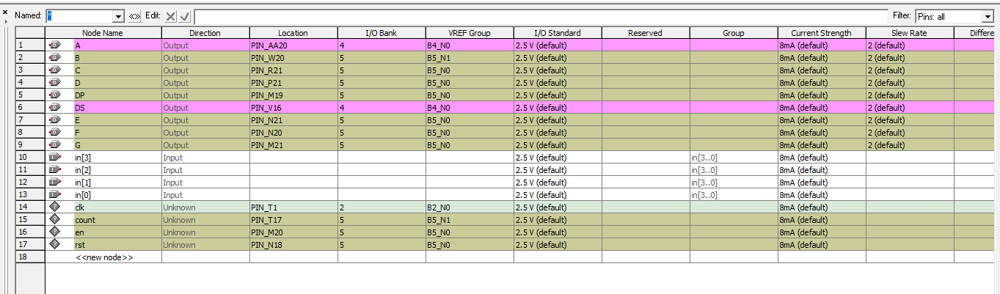 Named: * <<>> Edit: Filter: Pins: all
Node Name Direction Location I/O Bank VREF Group I/O Standard Reserved Group Current Strength Slew Rate Differe
1 A Output PIN_AA20 4 B4_N0 2.5 V (default) 8mA (default) 2 (default)
2 B Output PIN_W20 5 B5_N1 2.5 V (default) 8mA (default) 2 (default)
3 C Output PIN_R21 5 B5_N0 2.5 V (default) 8mA (default) 2 (default)
4 D Output PIN_P21 5 B5_N0 2.5 V (default) 8mA (default) 2 (default)
5 DP Output PIN_M19 5 B5_N0 2.5 V (default) 8mA (default) 2 (default)
6 DS Output PIN_V16 4 B4_N0 2.5 V (default) 8mA (default) 2 (default)
7 E Output PIN_N21 5 B5_N0 2.5 V (default) 8mA (default) 2 (default)
8 F Output PIN_N20 5 B5_N0 2.5 V (default) 8mA (default) 2 (default)
9 G Output PIN_M21 5 B5_N0 2.5 V (default) 8mA (default) 2 (default)
10 in[3] Input 2.5 V (default) in[3..0] 8mA (default)
11 in[2] Input 2.5 V (default) in[3..0] 8mA (default)
12 in[1] Input 2.5 V (default) in[3..0] 8mA (default)
13 in[0] Input 2.5 V (default) in[3..0] 8mA (default)
14 clk Unknown PIN_T1 2 B2_N0 2.5 V (default) 8mA (default)
15 count Unknown PIN_T17 5 B5_N1 2.5 V (default) 8mA (default)
16 en Unknown PIN_M20 5 B5_N0 2.5 V (default) 8mA (default)
17 rst Unknown PIN_N18 5 B5_N0 2.5 V (default) 8mA (default)
18 <<new node>>